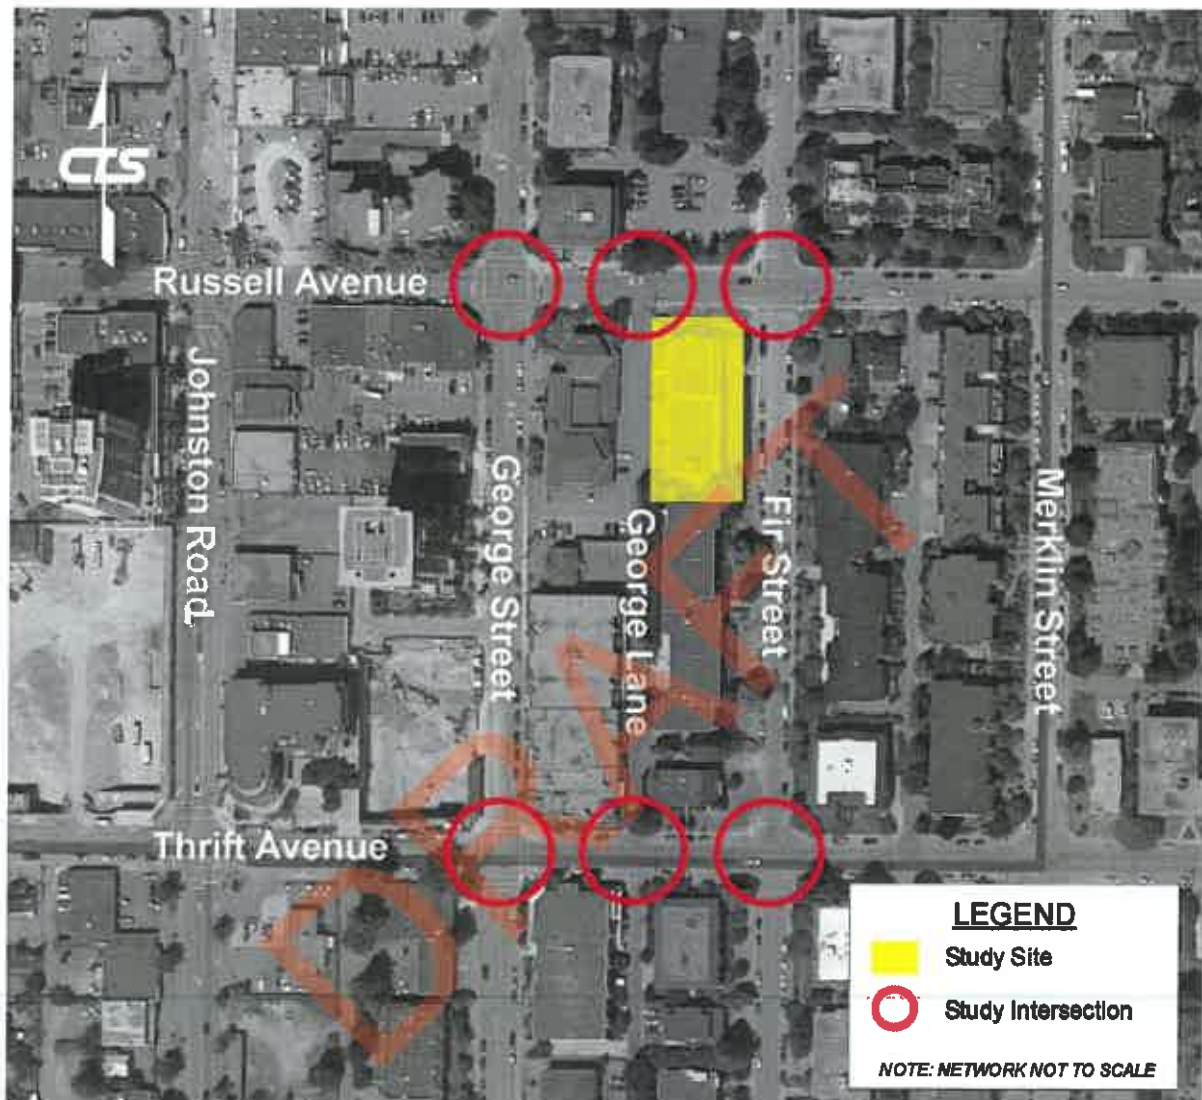 CTS
Russell Avenue
Johnston Road
George Street
George Lane
Fir Street
Merklin Street
Thrift Avenue
DRAFT
LEGEND
Study Site
Study Intersection
NOTE: NETWORK NOT TO SCALE